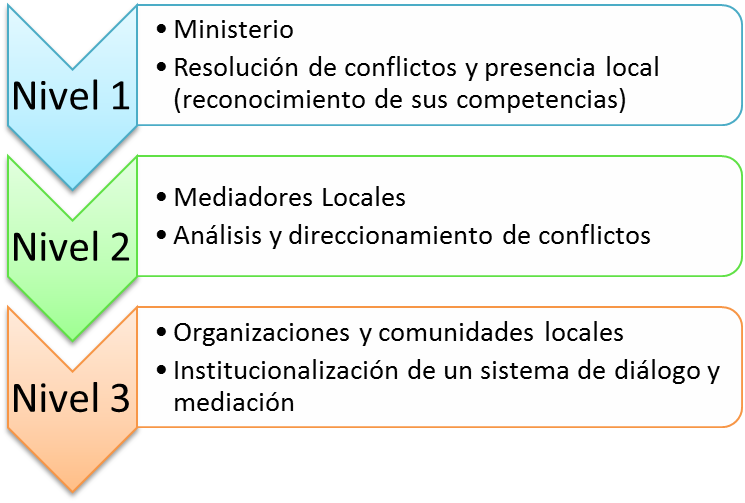 Nivel 1
• Ministerio
• Resolución de conflictos y presencia local
(reconocimiento de sus competencias)
Nivel 2
• Mediadores Locales
• Análisis y direccionamiento de conflictos
Nivel 3
• Organizaciones y comunidades locales
• Institucionalización de un sistema de diálogo y
mediación